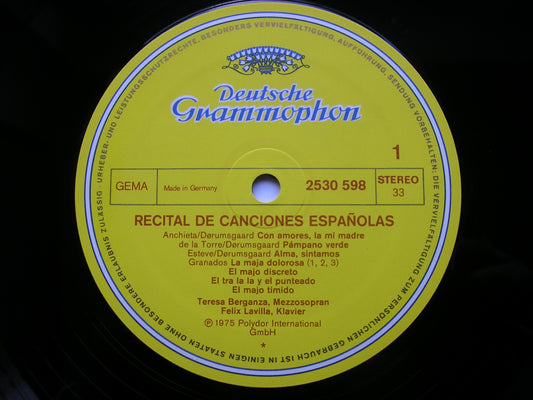 URHEBER- UND LEISTUNGSSCHUTZRECHTE, BESONDERS VERVIELFÄLTIGUNG, AUFFÜHRUNG, SENDUNG VORBEHALTEN: DIE VERVIELFÄLTIGUNG ZUM PERSÖNLICHEN GEBRAUCH IST IN EINIGEN STAATEN OHNE BESONDERE ERLAUBNIS ZULÄSSIG ·
Deutsche
Grammophon
1
GEMA Made in Germany 2530 598 STEREO
33
RECITAL DE CANCIONES ESPAÑOLAS
Anchieta/Dørumsgaard Con amores, la mi madre
de la Torre/Dørumsgaard Pámpano verde
Esteve/Dørumsgaard Alma, sintamos
Granados La maja dolorosa (1, 2, 3)
El majo discreto
El tra la la y el punteado
El majo timido
Teresa Berganza, Mezzosopran
Felix Lavilla, Klavier
Ⓟ 1975 Polydor International
GmbH
*